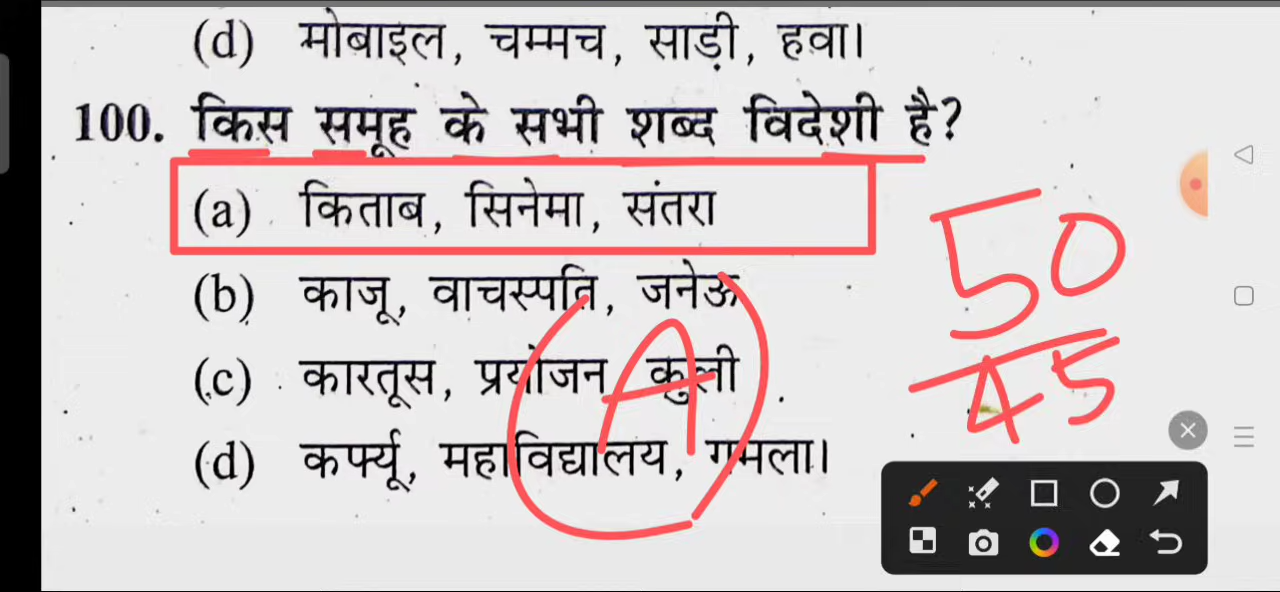 (d) मोबाइल, चम्मच, साड़ी, हवा।
100. किस समूह के सभी शब्द विदेशी है?
(a) किताब, सिनेमा, संतरा
(b) काजू, वाचस्पति, जनेऊ
(c) कारतूस, प्रयोजन, कुली
(d) कर्फ्यू, महाविद्यालय, गमला।
A
50
45